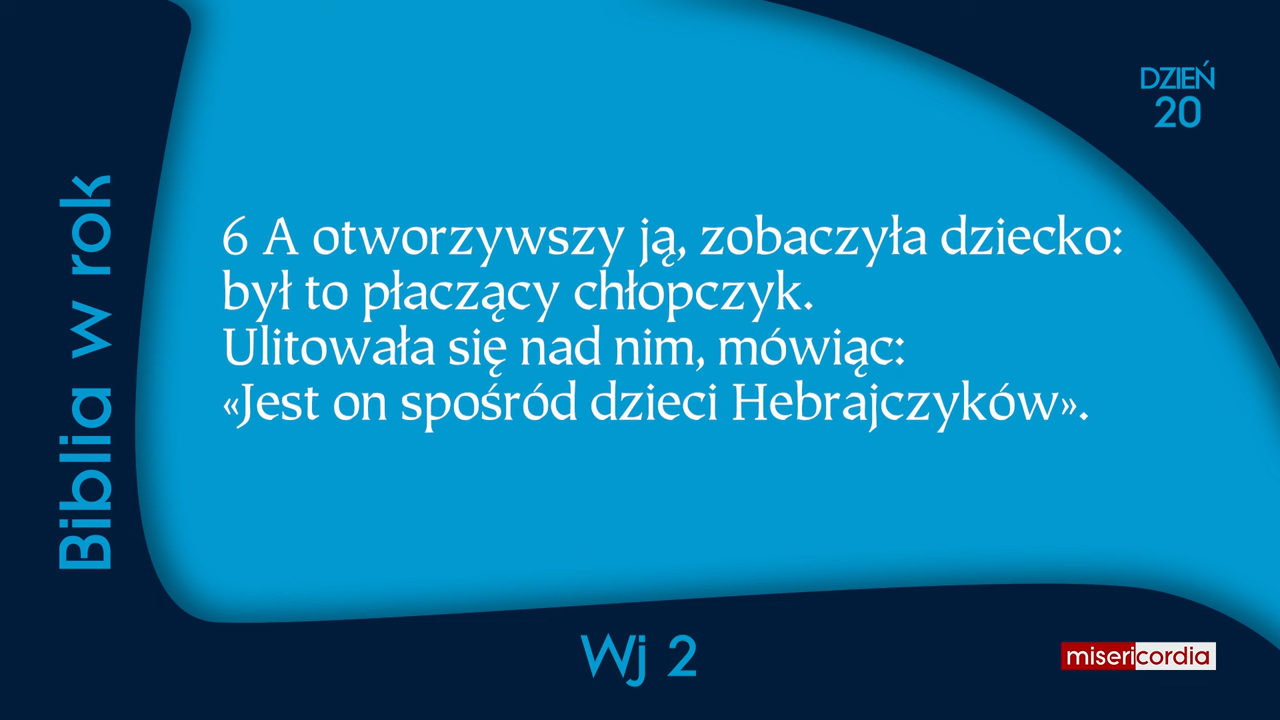 DZIEŃ
20
Biblia w rok
6 A otworzywszy ją, zobaczyła dziecko:
był to płaczący chłopczyk.
Ulitowała się nad nim, mówiąc:
«Jest on spośród dzieci Hebrajczyków».
Wj 2
misericordia